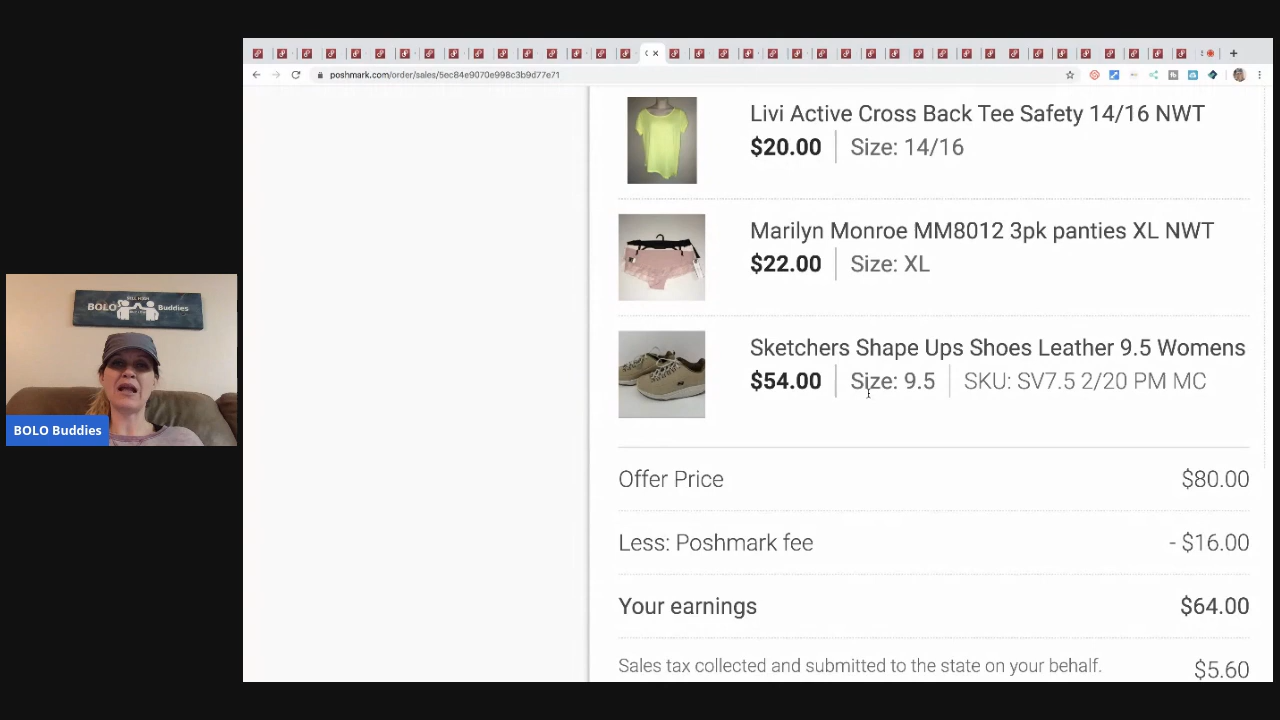 poshmark.com/order/sales/5ec84e9070e998c3b9d77e71
Livi Active Cross Back Tee Safety 14/16 NWT
$20.00 Size: 14/16
Marilyn Monroe MM8012 3pk panties XL NWT
$22.00 Size: XL
Sketchers Shape Ups Shoes Leather 9.5 Womens
$54.00 Size: 9.5 SKU: SV7.5 2/20 PM MC
Offer Price $80.00
Less: Poshmark fee - $16.00
Your earnings $64.00
Sales tax collected and submitted to the state on your behalf. $5.60
BOLO Buddies
BOLO Buddies